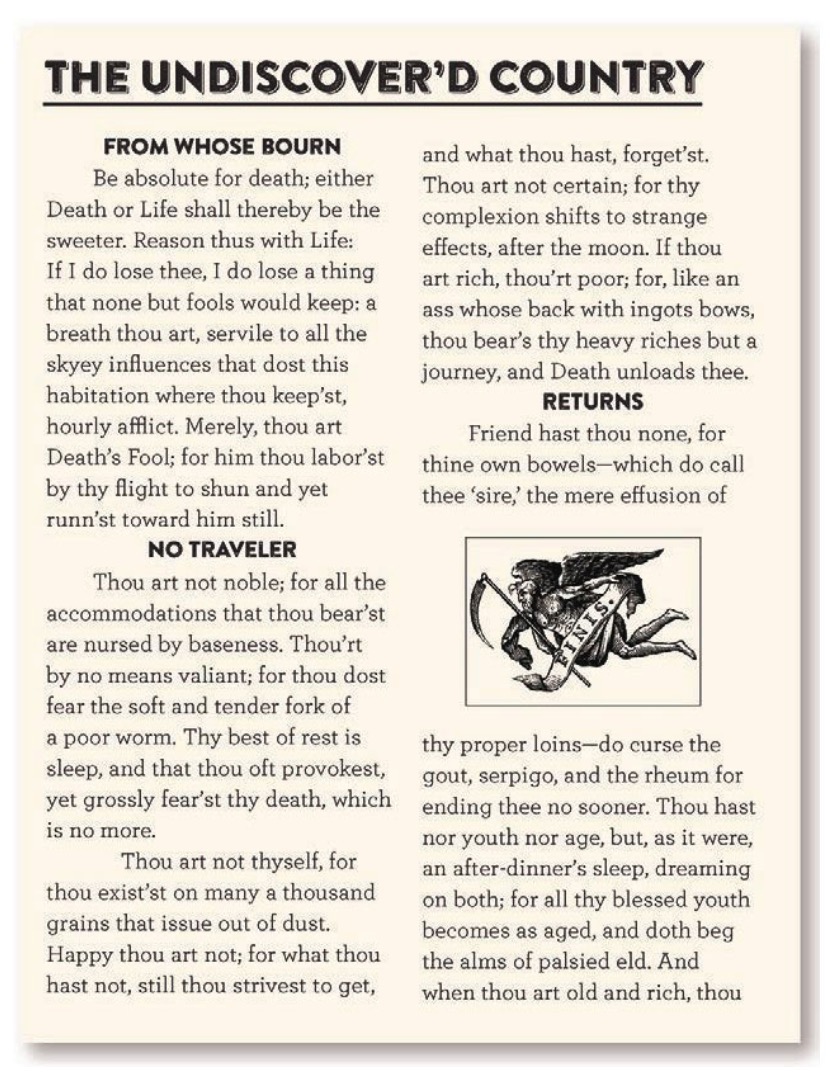 THE UNDISCOVER’D COUNTRY
FROM WHOSE BOURN
Be absolute for death; either
Death or Life shall thereby be the
sweeter. Reason thus with Life:
If I do lose thee, I do lose a thing
that none but fools would keep: a
breath thou art, servile to all the
skyey influences that dost this
habitation where thou keep’st,
hourly afflict. Merely, thou art
Death’s Fool; for him thou labor’st
by thy flight to shun and yet
runn’st toward him still.
NO TRAVELER
Thou art not noble; for all the
accommodations that thou bear’st
are nursed by baseness. Thou’rt
by no means valiant; for thou dost
fear the soft and tender fork of
a poor worm. Thy best of rest is
sleep, and that thou oft provokest,
yet grossly fear’st thy death, which
is no more.
Thou art not thyself, for
thou exist’st on many a thousand
grains that issue out of dust.
Happy thou art not; for what thou
hast not, still thou strivest to get,
and what thou hast, forget’st.
Thou art not certain; for thy
complexion shifts to strange
effects, after the moon. If thou
art rich, thou’rt poor; for, like an
ass whose back with ingots bows,
thou bear’s thy heavy riches but a
journey, and Death unloads thee.
RETURNS
Friend hast thou none, for
thine own bowels—which do call
thee ‘sire,’ the mere effusion of
FINIS.
thy proper loins—do curse the
gout, serpigo, and the rheum for
ending thee no sooner. Thou hast
nor youth nor age, but, as it were,
an after-dinner’s sleep, dreaming
on both; for all thy blessed youth
becomes as aged, and doth beg
the alms of palsied eld. And
when thou art old and rich, thou